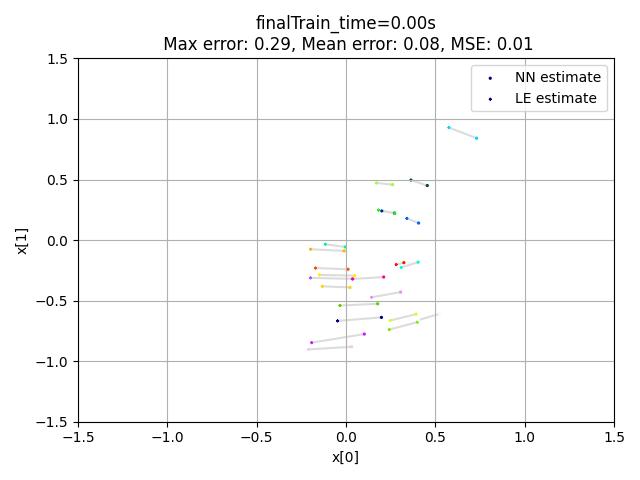 finalTrain_time=0.00s
Max error: 0.29, Mean error: 0.08, MSE: 0.01
NN estimate
LE estimate
x[1]
1.5
1.0
0.5
0.0
−0.5
−1.0
−1.5
−1.5 −1.0 −0.5 0.0 0.5 1.0 1.5
x[0]